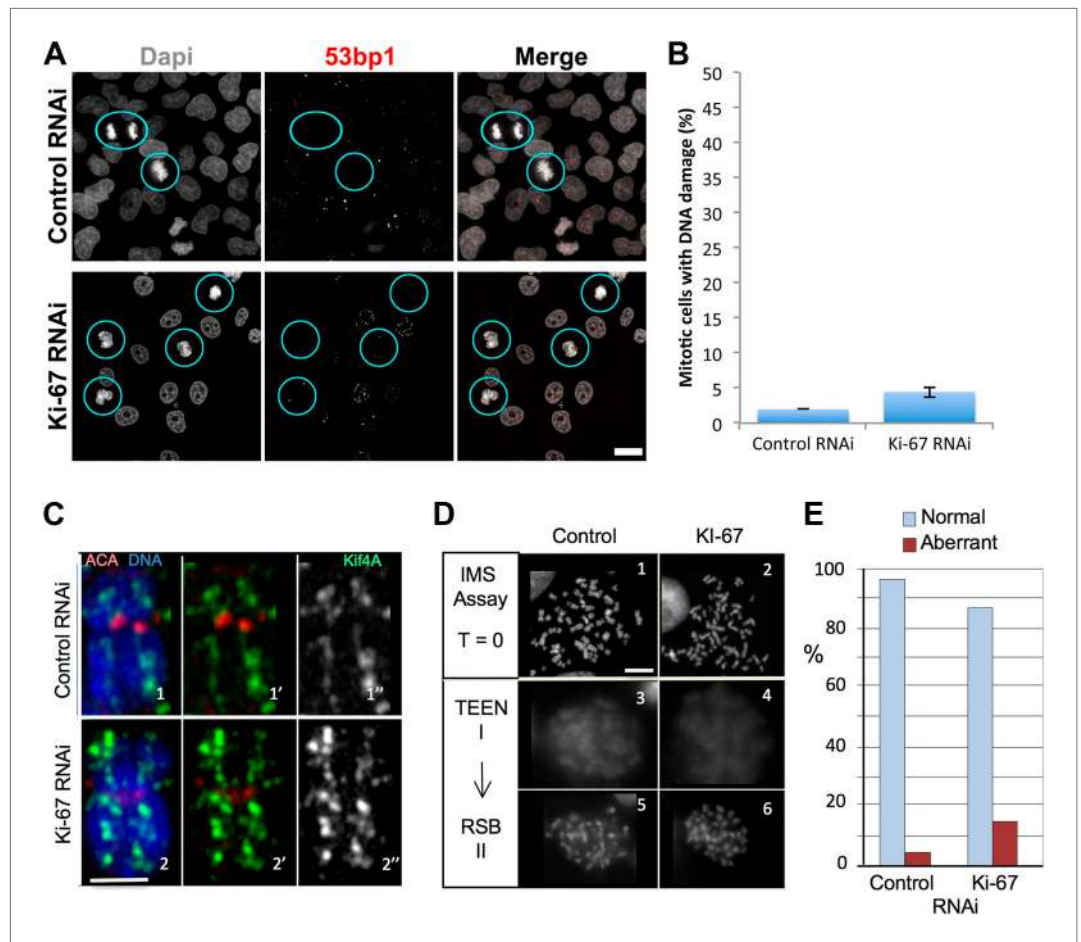 A
Dapi
53bp1
Merge
Control RNAi
Ki-67 RNAi
B
Mitotic cells with DNA damage (%)
50
45
40
35
30
25
20
15
10
5
0
Control RNAi
Ki-67 RNAi
C
ACA DNA
Kif4A
Control RNAi
1
1'
1''
Ki-67 RNAi
2
2'
2''
D
Control
KI-67
IMS
Assay
T = 0
1
2
TEEN
I
3
4
RSB
II
5
6
E
Normal
Aberrant
100
80
%
60
40
20
0
Control
Ki-67
RNAi